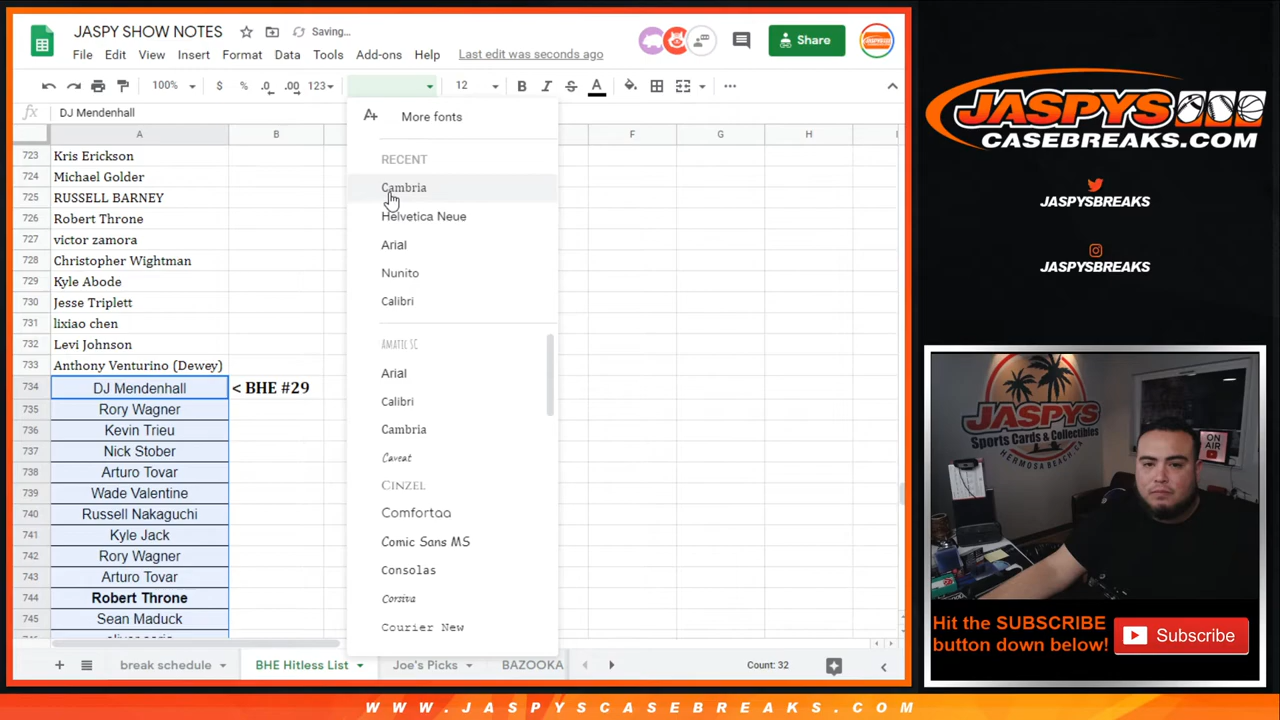 JASPY SHOW NOTES
Saving...
File Edit View Insert Format Data Tools Add-ons Help
Last edit was seconds ago
Share
100% $ % .0 .00 123 12 B I S A
fx DJ Mendenhall
More fonts
A B F G H
RECENT
Cambria
Helvetica Neue
Arial
Nunito
Calibri
AMATIC SC
Arial
Calibri
Cambria
Caveat
CINZEL
Comfortaa
Comic Sans MS
Consolas
Corsiva
Courier New
723 Kris Erickson
724 Michael Golder
725 RUSSELL BARNEY
726 Robert Throne
727 victor zamora
728 Christopher Wightman
729 Kyle Abode
730 Jesse Triplett
731 lixiao chen
732 Levi Johnson
733 Anthony Venturino (Dewey)
734 DJ Mendenhall < BHE #29
735 Rory Wagner
736 Kevin Trieu
737 Nick Stober
738 Arturo Tovar
739 Wade Valentine
740 Russell Nakaguchi
741 Kyle Jack
742 Rory Wagner
743 Arturo Tovar
744 Robert Throne
745 Sean Maduck
break schedule BHE Hitless List Joe's Picks BAZOOKA
Count: 32
JASPYS
CASEBREAKS.COM
JASPYSBREAKS
JASPYSBREAKS
JASPYS
Sports Cards & Collectibles
HERMOSA BEACH, CA
ON AIR
Hit the SUBSCRIBE
button down below!
Subscribe
WWW.JASPYSCASEBREAKS.COM